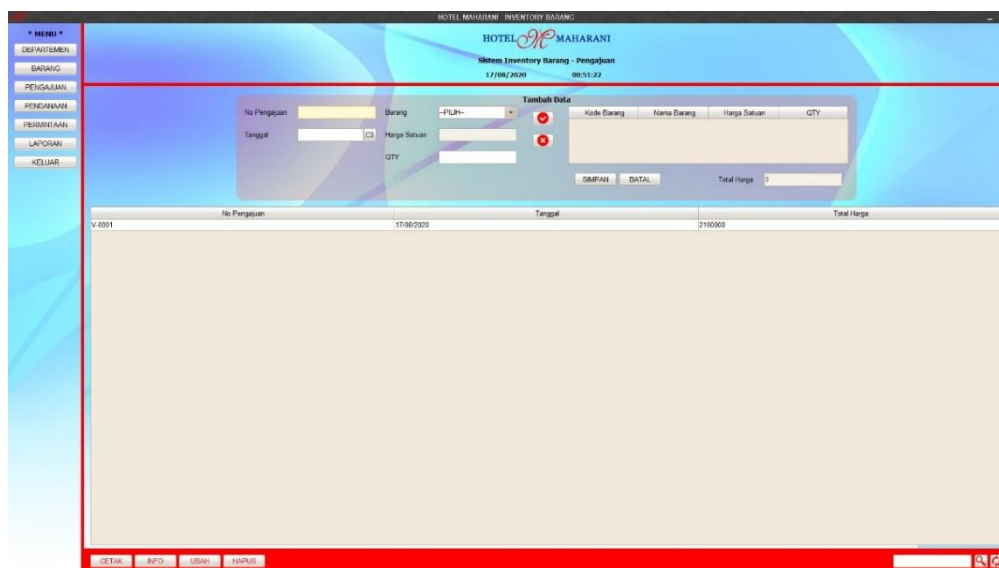 HOTEL MAHARANI - INVENTORY BARANG
* MENU *
DEPARTEMEN
BARANG
PENGAJUAN
PENDANAAN
PERMINTAAN
LAPORAN
KELUAR
HOTEL M MAHARANI
Sistem Inventory Barang - Pengajuan
17/08/2020 00:51:22
Tambah Data
No Pengajuan Barang --PILIH-- Kode Barang Nama Barang Harga Satuan QTY
Tanggal Harga Satuan
QTY
SIMPAN BATAL Total Harga 0
No Pengajuan Tanggal Total Harga
V-0001 17/08/2020 2100000
CETAK INFO UBAH HAPUS